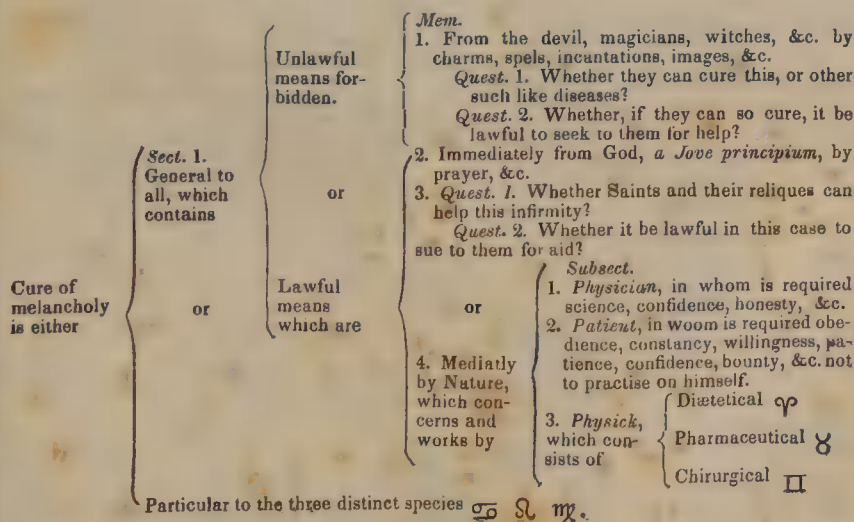 Cure of
melancholy
is either
Sect. 1.
General to
all, which
contains
or
Unlawful
means for-
bidden.
or
Lawful
means
which are
Mem.
1. From the devil, magicians, witches, &c. by
charms, spels, incantations, images, &c.
Quest. 1. Whether they can cure this, or other
such like diseases?
Quest. 2. Whether, if they can so cure, it be
lawful to seek to them for help?
2. Immediately from God, a Jove principium, by
prayer, &c.
3. Quest. 1. Whether Saints and their reliques can
help this infirmity?
Quest. 2. Whether it be lawful in this case to
sue to them for aid?
or
4. Mediatly
by Nature,
which con-
cerns and
works by
Subsect.
1. Physician, in whom is required
science, confidence, honesty, &c.
2. Patient, in woom is required obe-
dience, constancy, willingness, pa-
tience, confidence, bounty, &c. not
to practise on himself.
3. Physick,
which con-
sists of
Diætetical ♈
Pharmaceutical ♉
Chirurgical ♊
Particular to the three distinct species ♋ ♌ ♍.